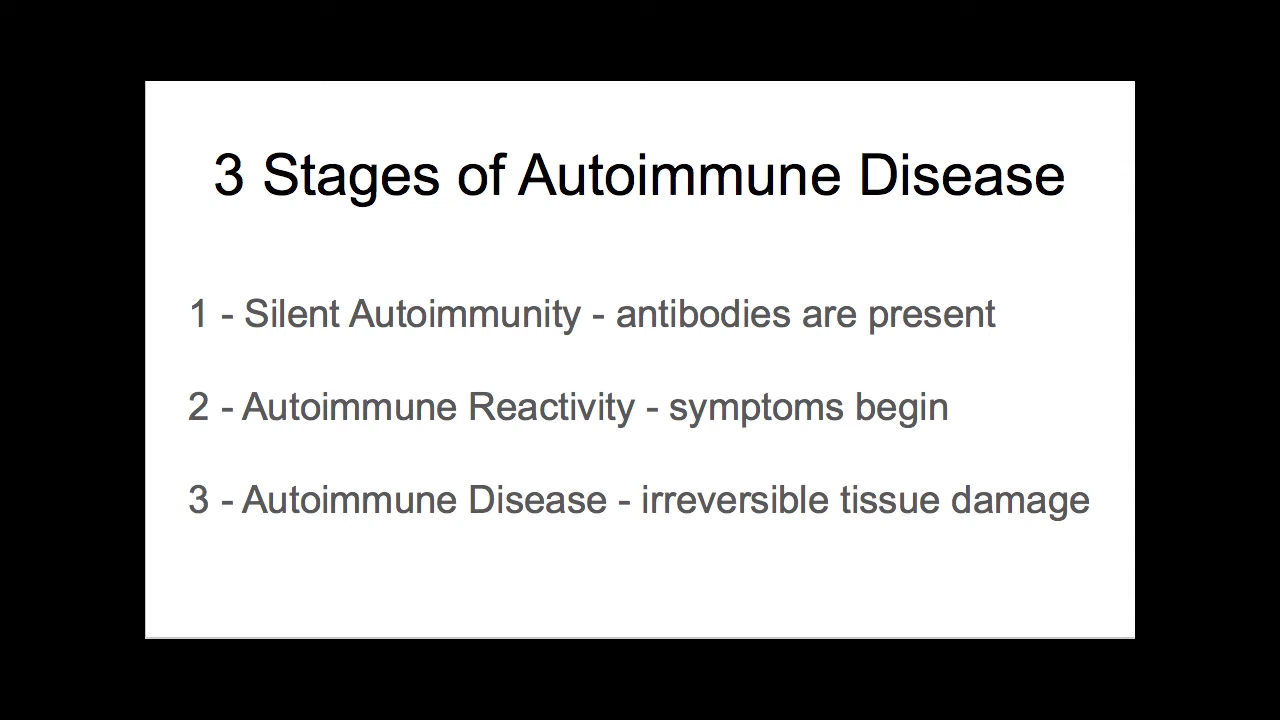 3 Stages of Autoimmune Disease
1 - Silent Autoimmunity - antibodies are present
2 - Autoimmune Reactivity - symptoms begin
3 - Autoimmune Disease - irreversible tissue damage